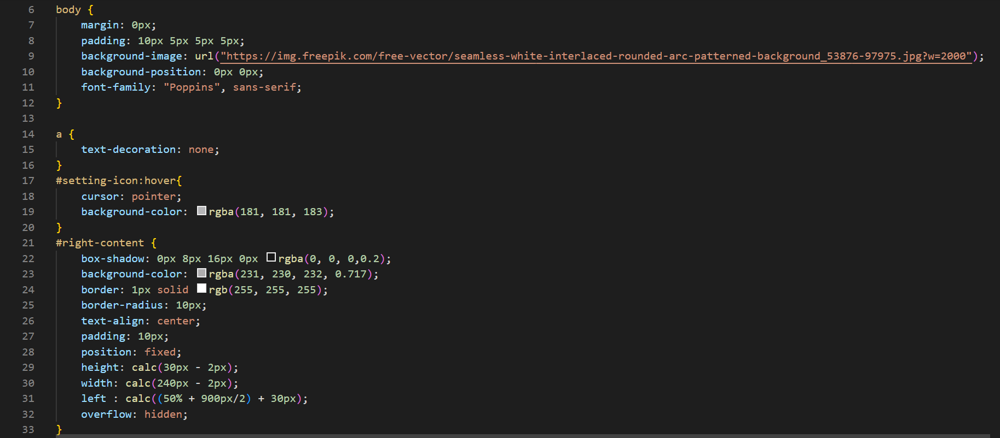 6 body {
7 margin: 0px;
8 padding: 10px 5px 5px 5px;
9 background-image: url("https://img.freepik.com/free-vector/seamless-white-interlaced-rounded-arc-patterned-background_53876-97975.jpg?w=2000");
10 background-position: 0px 0px;
11 font-family: "Poppins", sans-serif;
12 }
13
14 a {
15 text-decoration: none;
16 }
17 #setting-icon:hover{
18 cursor: pointer;
19 background-color: rgba(181, 181, 183);
20 }
21 #right-content {
22 box-shadow: 0px 8px 16px 0px rgba(0, 0, 0,0.2);
23 background-color: rgba(231, 230, 232, 0.717);
24 border: 1px solid rgb(255, 255, 255);
25 border-radius: 10px;
26 text-align: center;
27 padding: 10px;
28 position: fixed;
29 height: calc(30px - 2px);
30 width: calc(240px - 2px);
31 left : calc((50% + 900px/2) + 30px);
32 overflow: hidden;
33 }